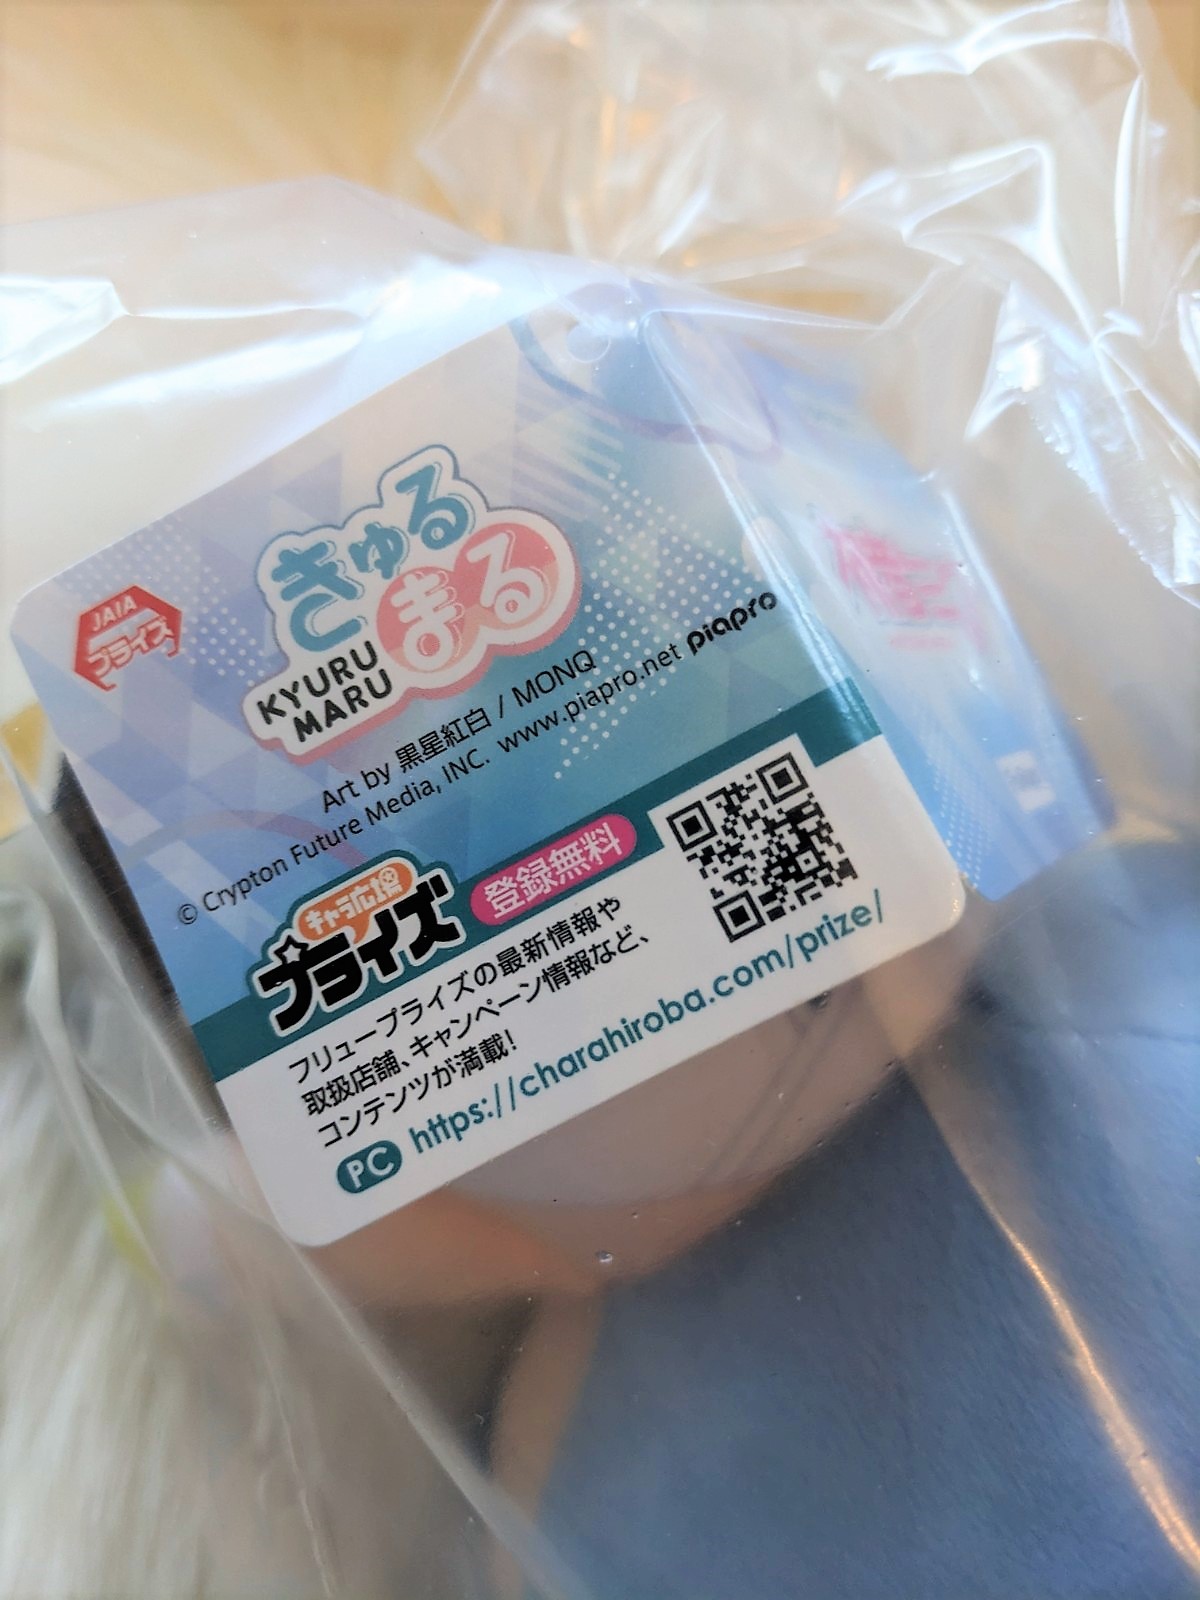 JAIA
プライズ
きゅる
まる
KYURU
MARU
Art by 黒星紅白 / MONQ
© Crypton Future Media, INC. www.piapro.net piapro
キャラ広場
プライズ
登録無料
フリュープライズの最新情報や
取扱店舗、キャンペーン情報など、
コンテンツが満載!
PC https://charahiroba.com/prize/